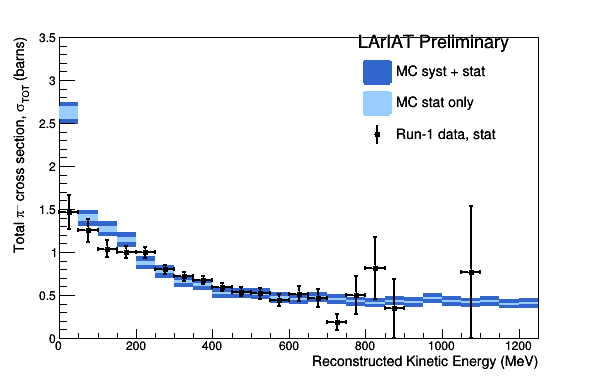 LArIAT Preliminary
MC syst + stat
MC stat only
Run-1 data, stat
Total π⁻ cross section, σ_TOT (barns)
3.5
3
2.5
2
1.5
1
0.5
0
0 200 400 600 800 1000 1200
Reconstructed Kinetic Energy (MeV)